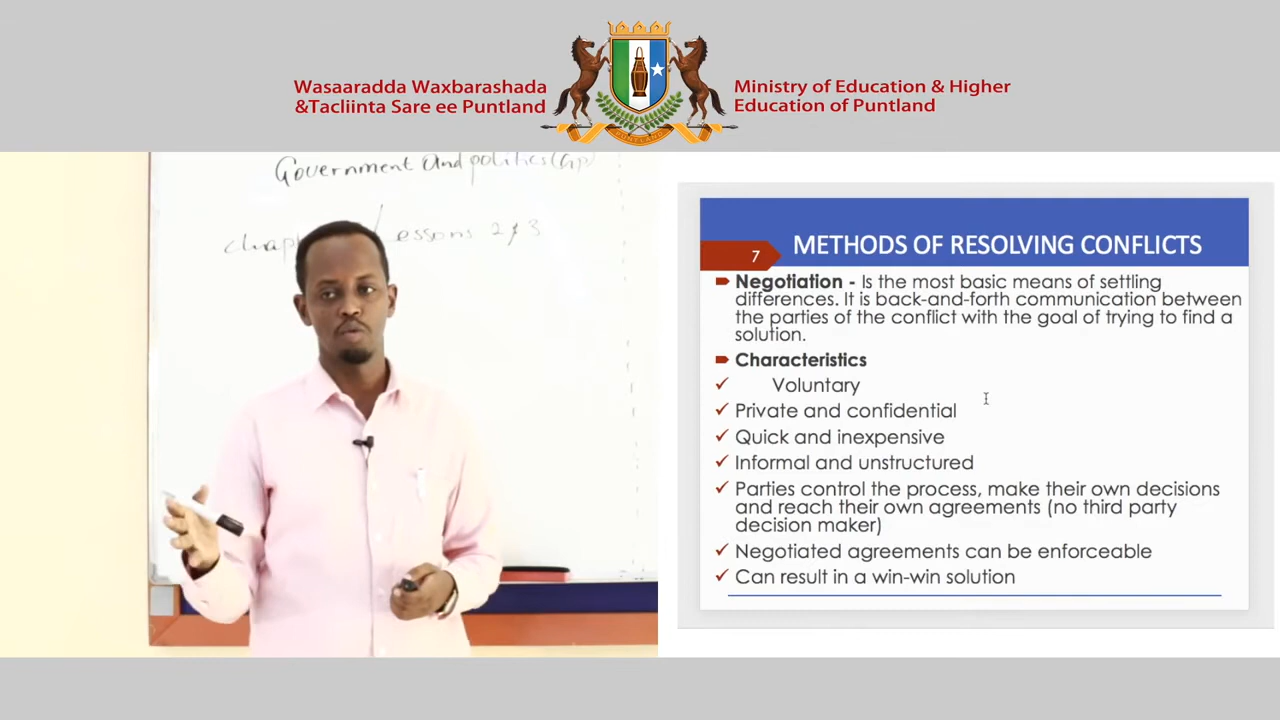 Wasaaradda Waxbarashada
&Tacliinta Sare ee Puntland
PUNTLAND
Ministry of Education & Higher
Education of Puntland
Government and politics (Gp)
lessons 2 & 3
7
METHODS OF RESOLVING CONFLICTS
Negotiation - Is the most basic means of settling
differences. It is back-and-forth communication between
the parties of the conflict with the goal of trying to find a
solution.
Characteristics
Voluntary
Private and confidential
Quick and inexpensive
Informal and unstructured
Parties control the process, make their own decisions
and reach their own agreements (no third party
decision maker)
Negotiated agreements can be enforceable
Can result in a win-win solution